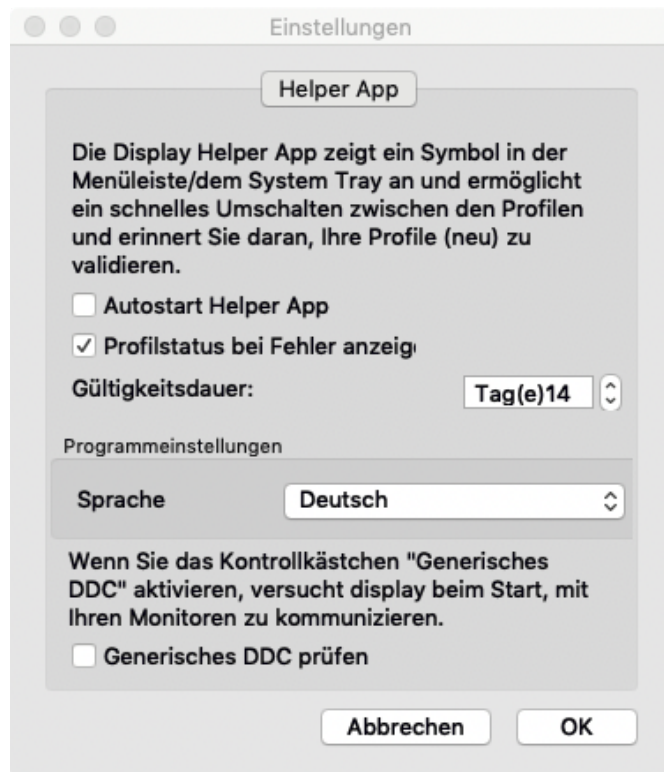 Einstellungen
Helper App
Die Display Helper App zeigt ein Symbol in der
Menüleiste/dem System Tray an und ermöglicht
ein schnelles Umschalten zwischen den Profilen
und erinnert Sie daran, Ihre Profile (neu) zu
validieren.
Autostart Helper App
Profilstatus bei Fehler anzeig
Gültigkeitsdauer: Tag(e)14
Programmeinstellungen
Sprache Deutsch
Wenn Sie das Kontrollkästchen "Generisches
DDC" aktivieren, versucht display beim Start, mit
Ihren Monitoren zu kommunizieren.
Generisches DDC prüfen
Abbrechen OK